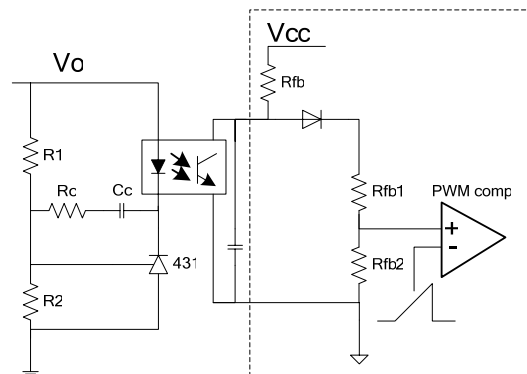 Vcc
Vo
Rfb
R1
Rc
Cc
Rfb1
PWM comp
+
-
431
Rfb2
R2